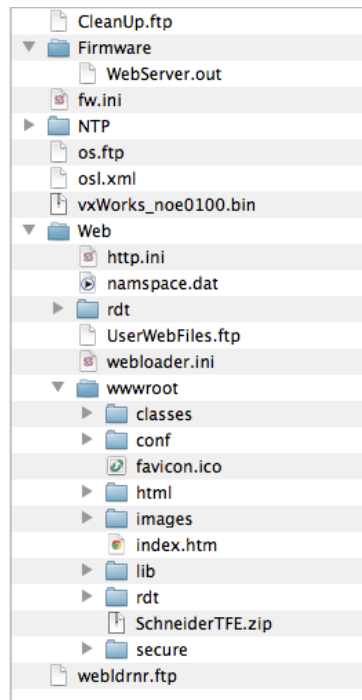 CleanUp.ftp
Firmware
WebServer.out
fw.ini
NTP
os.ftp
osl.xml
vxWorks_noe0100.bin
Web
http.ini
namspace.dat
rdt
UserWebFiles.ftp
webloader.ini
wwwroot
classes
conf
favicon.ico
html
images
index.htm
lib
rdt
SchneiderTFE.zip
secure
webldrnr.ftp